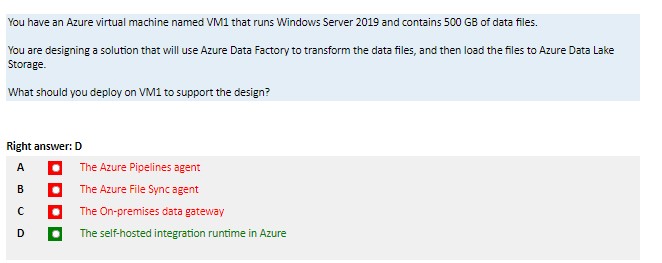 You have an Azure virtual machine named VM1 that runs Windows Server 2019 and contains 500 GB of data files.
You are designing a solution that will use Azure Data Factory to transform the data files, and then load the files to Azure Data Lake
Storage.
What should you deploy on VM1 to support the design?
Right answer: D
A The Azure Pipelines agent
B The Azure File Sync agent
C The On-premises data gateway
D The self-hosted integration runtime in Azure